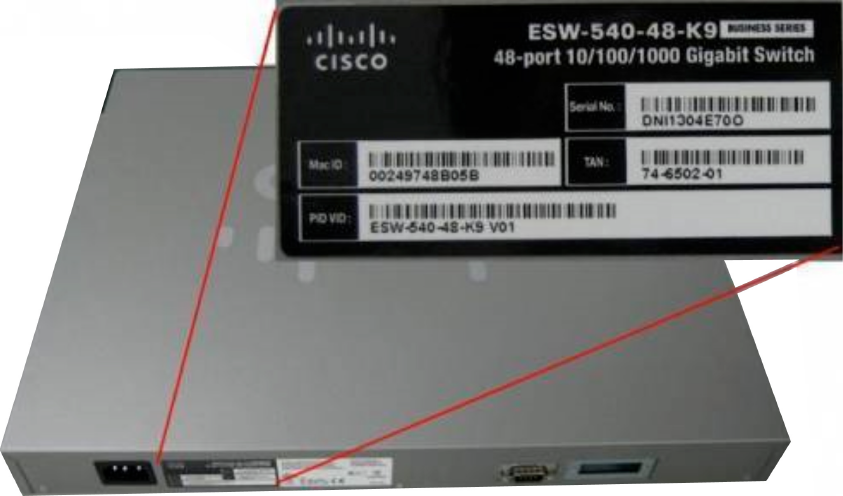 CISCO
ESW-540-48-K9 BUSINESS SERIES
48-port 10/100/1000 Gigabit Switch
Serial No. :
DNI1304E70O
Mac ID :
00249748B05B
TAN :
74-6502-01
PID VID :
ESW-540-48-K9 V01